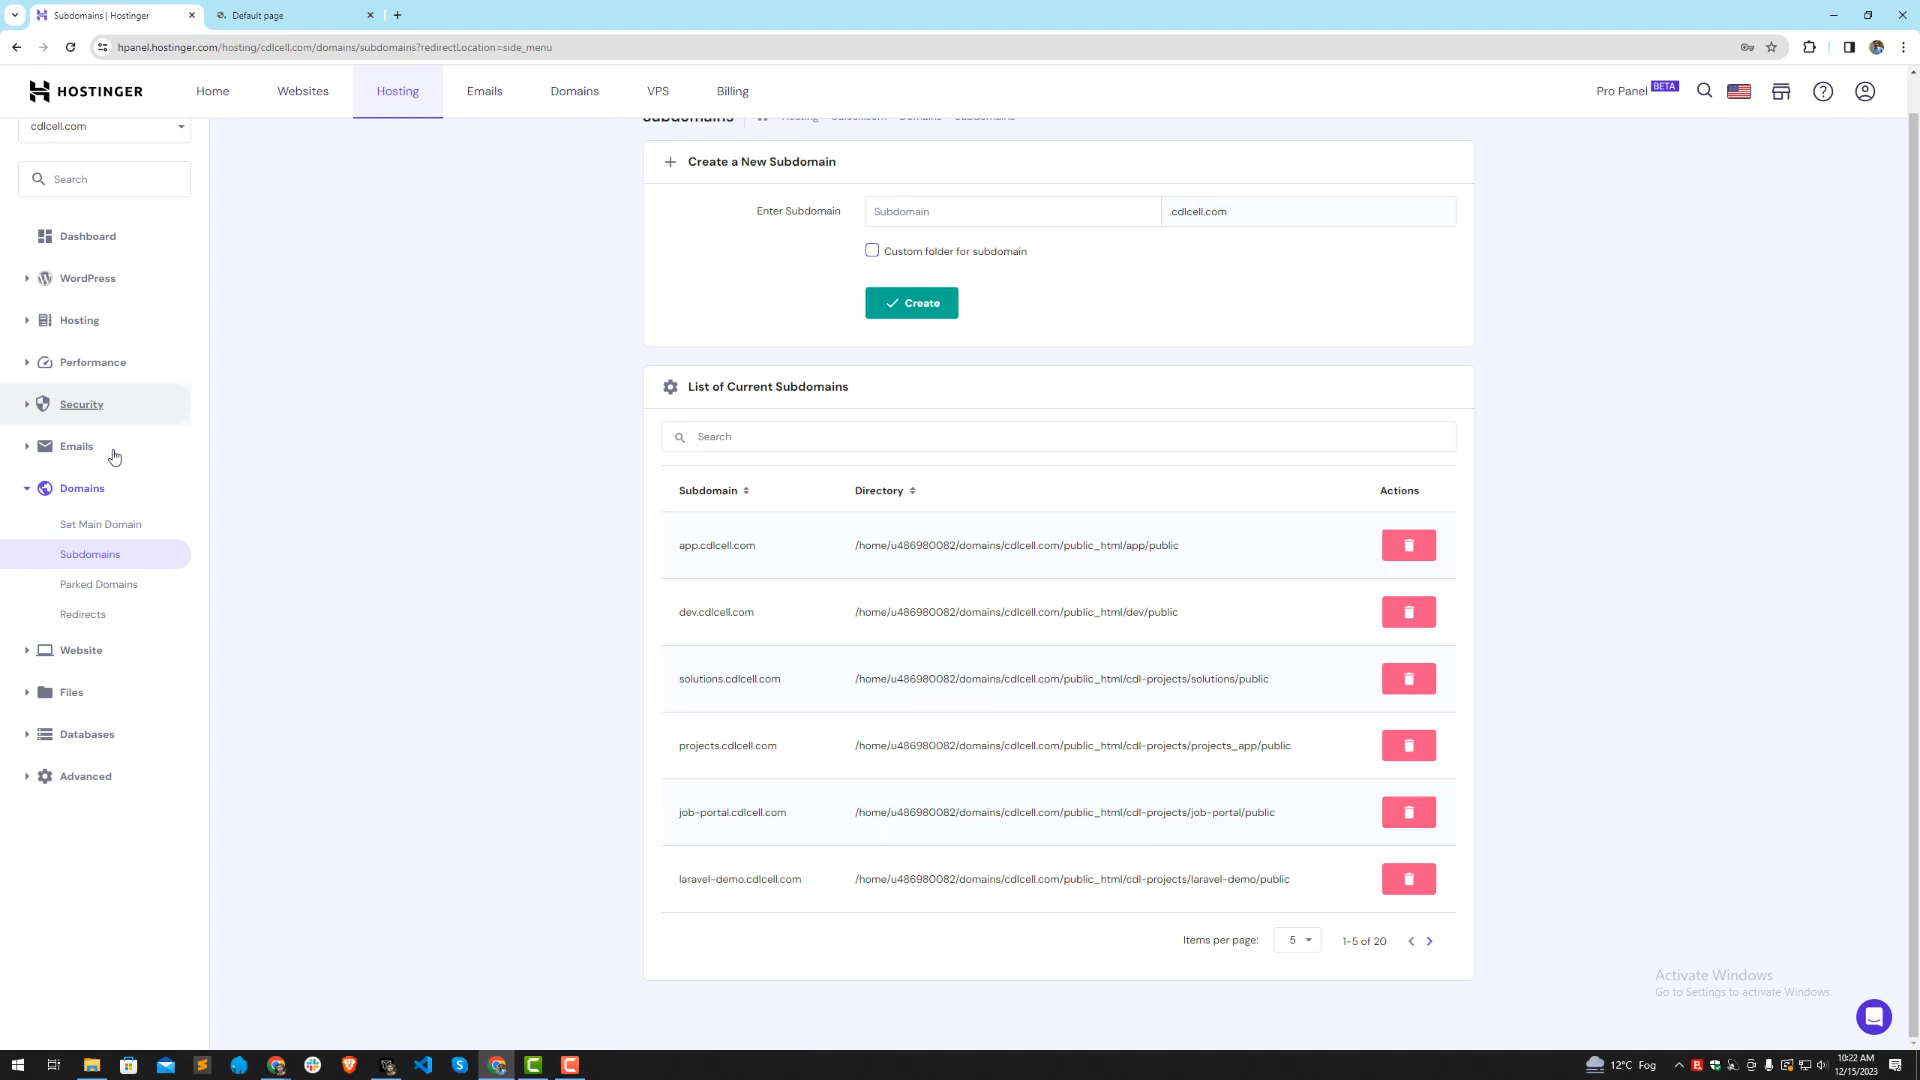 Subdomains | Hostinger
Default page
hpanel.hostinger.com/hosting/cdlcell.com/domains/subdomains?redirectLocation=side_menu
HOSTINGER
Home
Websites
Hosting
Emails
Domains
VPS
Billing
Pro Panel BETA
cdlcell.com
Search
Dashboard
WordPress
Hosting
Performance
Security
Emails
Domains
Set Main Domain
Subdomains
Parked Domains
Redirects
Website
Files
Databases
Advanced
Subdomains Hosting cdlcell.com Domains Subdomains
Create a New Subdomain
Enter Subdomain Subdomain .cdlcell.com
Custom folder for subdomain
Create
List of Current Subdomains
Search
Subdomain Directory Actions
app.cdlcell.com /home/u486980082/domains/cdlcell.com/public_html/app/public
dev.cdlcell.com /home/u486980082/domains/cdlcell.com/public_html/dev/public
solutions.cdlcell.com /home/u486980082/domains/cdlcell.com/public_html/cdl-projects/solutions/public
projects.cdlcell.com /home/u486980082/domains/cdlcell.com/public_html/cdl-projects/projects_app/public
job-portal.cdlcell.com /home/u486980082/domains/cdlcell.com/public_html/cdl-projects/job-portal/public
laravel-demo.cdlcell.com /home/u486980082/domains/cdlcell.com/public_html/cdl-projects/laravel-demo/public
Items per page: 5 1-5 of 20
Activate Windows
Go to Settings to activate Windows.
12°C Fog
10:22 AM
12/15/2023